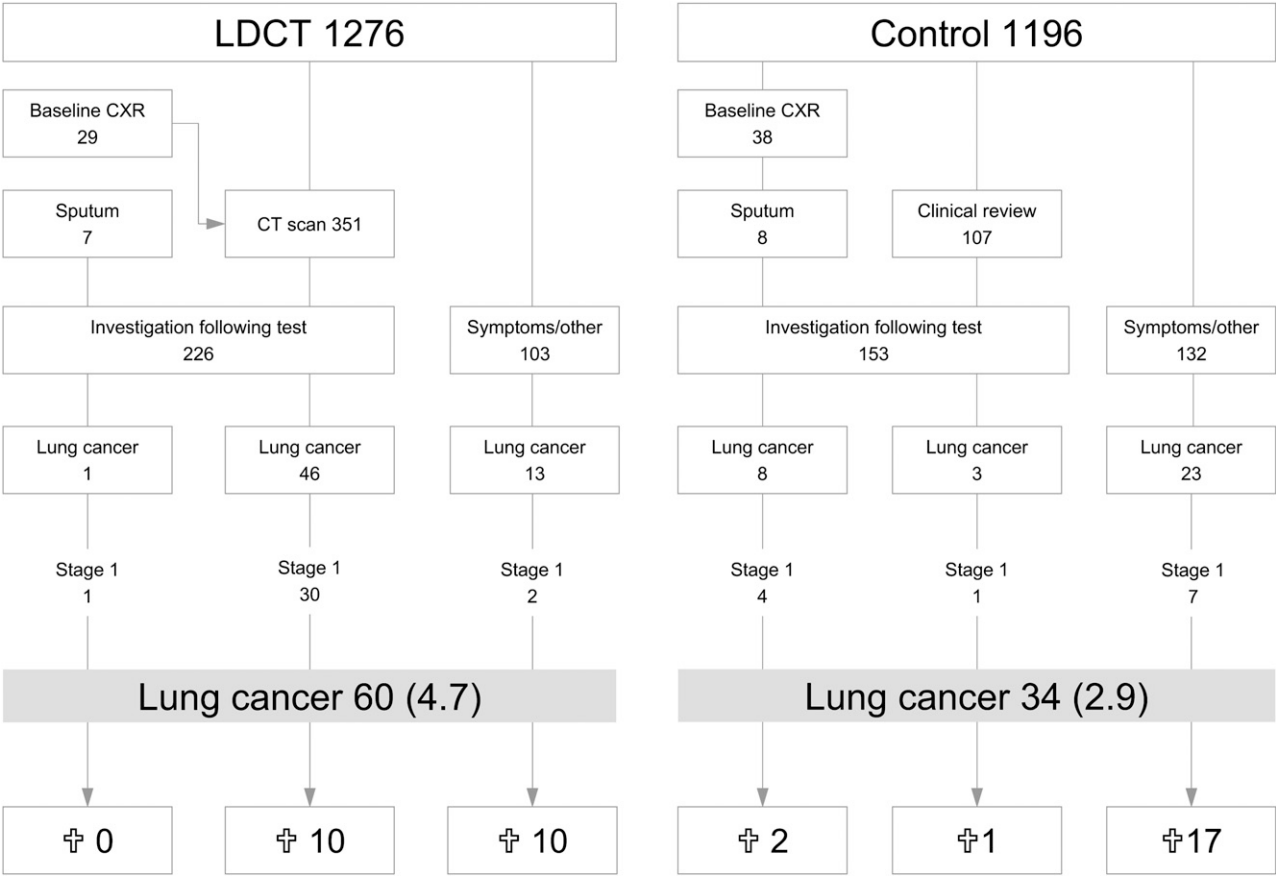 LDCT 1276
Baseline CXR
29
Sputum
7
CT scan 351
Investigation following test
226
Symptoms/other
103
Lung cancer
1
Lung cancer
46
Lung cancer
13
Stage 1
1
Stage 1
30
Stage 1
2
Lung cancer 60 (4.7)
✞ 0
✞ 10
✞ 10
Control 1196
Baseline CXR
38
Sputum
8
Clinical review
107
Investigation following test
153
Symptoms/other
132
Lung cancer
8
Lung cancer
3
Lung cancer
23
Stage 1
4
Stage 1
1
Stage 1
7
Lung cancer 34 (2.9)
✞ 2
✞1
✞17